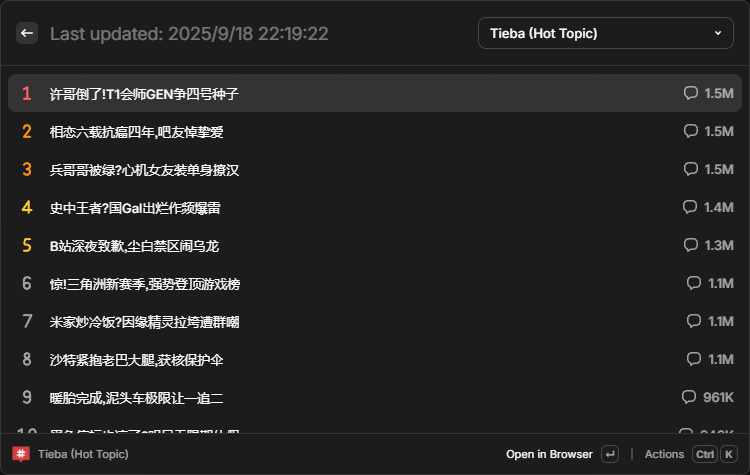 Last updated: 2025/9/18 22:19:22
Tieba (Hot Topic)
1 许哥倒了!T1会师GEN争四号种子 1.5M
2 相恋六载抗癌四年,吧友悼挚爱 1.5M
3 兵哥哥被绿?心机女友装单身撩汉 1.5M
4 史中王者?国Gal出烂作频爆雷 1.4M
5 B站深夜致歉,尘白禁区闹乌龙 1.3M
6 惊!三角洲新赛季,强势登顶游戏榜 1.1M
7 米家炒冷饭?因缘精灵拉垮遭群嘲 1.1M
8 沙特紧抱老巴大腿,获核保护伞 1.1M
9 暖胎完成,泥头车极限让一追二 961K
Tieba (Hot Topic)
Open in Browser
Actions Ctrl K